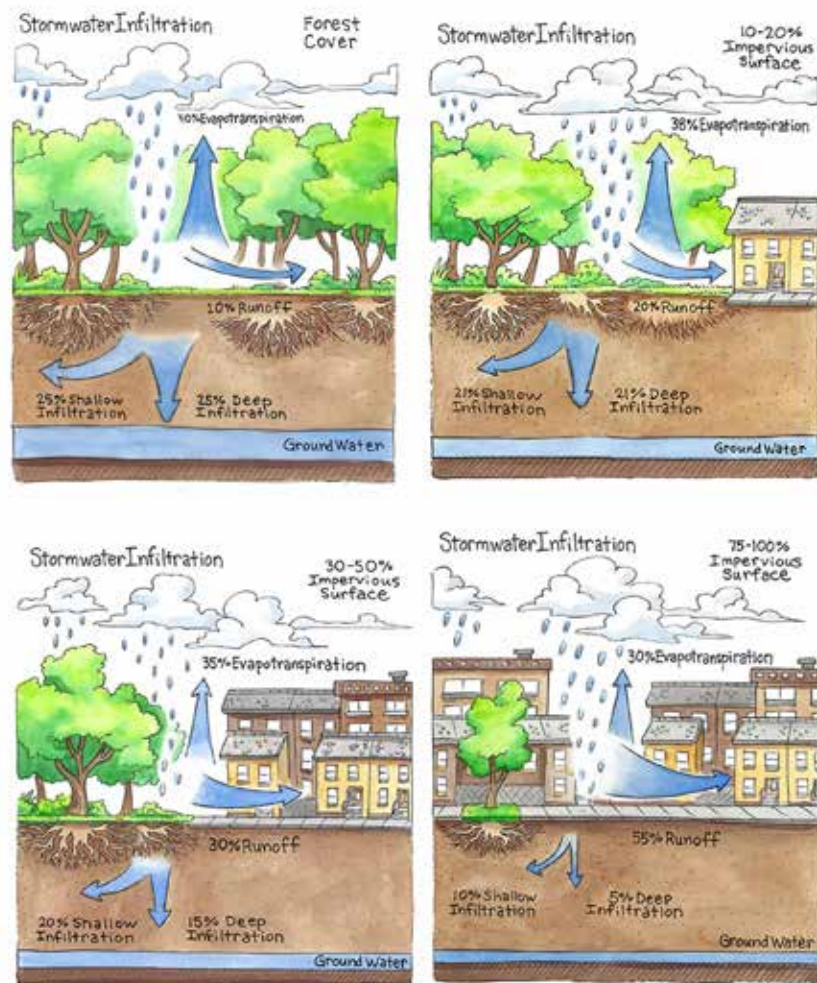 Stormwater Infiltration
Forest
Cover
40% Evapotranspiration
10% Runoff
25% Shallow
Infiltration
25% Deep
Infiltration
Ground Water
Stormwater Infiltration
10-20%
Impervious
Surface
38% Evapotranspiration
20% Runoff
21% Shallow
Infiltration
21% Deep
Infiltration
Ground Water
Stormwater Infiltration
30-50%
Impervious
Surface
35% Evapotranspiration
30% Runoff
20% Shallow
Infiltration
15% Deep
Infiltration
Ground Water
Stormwater Infiltration
75-100%
Impervious
Surface
30% Evapotranspiration
55% Runoff
10% Shallow
Infiltration
5% Deep
Infiltration
Ground Water